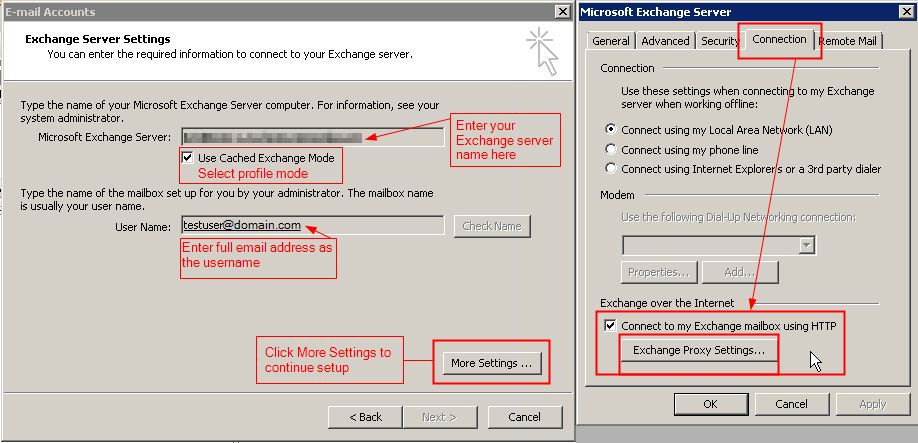 E-mail Accounts
Exchange Server Settings
You can enter the required information to connect to your Exchange server.
Type the name of your Microsoft Exchange Server computer. For information, see your
system administrator.
Microsoft Exchange Server:
Enter your
Exchange server
name here
Use Cached Exchange Mode
Select profile mode
Type the name of the mailbox set up for you by your administrator. The mailbox name
is usually your user name.
User Name:
testuser@domain.com
Check Name
Enter full email address as
the username
Click More Settings to
continue setup
More Settings ...
< Back
Next >
Cancel
Microsoft Exchange Server
General
Advanced
Security
Connection
Remote Mail
Connection
Use these settings when connecting to my Exchange
server when working offline:
Connect using my Local Area Network (LAN)
Connect using my phone line
Connect using Internet Explorer's or a 3rd party dialer
Modem
Use the following Dial-Up Networking connection:
Properties...
Add...
Exchange over the Internet
Connect to my Exchange mailbox using HTTP
Exchange Proxy Settings...
OK
Cancel
Apply